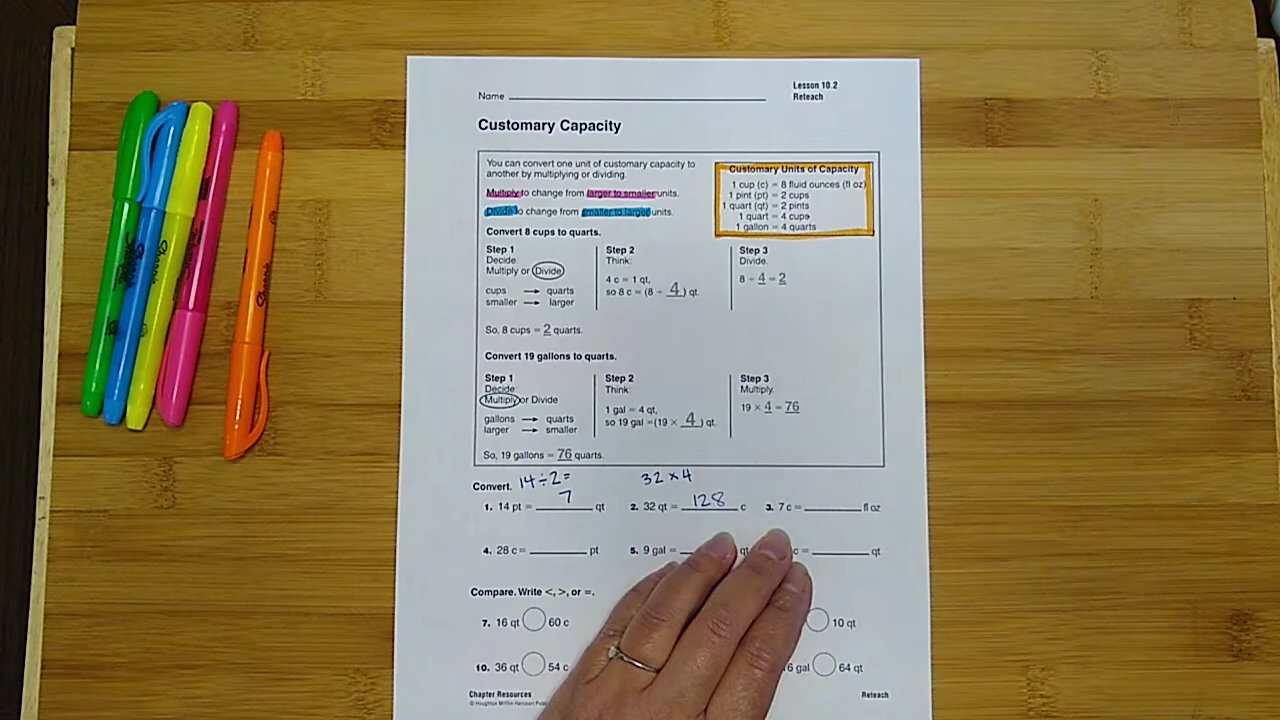 Lesson 10.2
Reteach
Name
Customary Capacity
You can convert one unit of customary capacity to
another by multiplying or dividing.
Multiply to change from larger to smaller units.
Divide to change from smaller to larger units.
Customary Units of Capacity
1 cup (c) = 8 fluid ounces (fl oz)
1 pint (pt) = 2 cups
1 quart (qt) = 2 pints
1 quart = 4 cups
1 gallon = 4 quarts
Convert 8 cups to quarts.
Step 1
Decide:
Multiply or Divide
cups → quarts
smaller → larger
Step 2
Think:
4 c = 1 qt,
so 8 c = (8 ÷ 4) qt.
Step 3
Divide.
8 ÷ 4 = 2
So, 8 cups = 2 quarts.
Convert 19 gallons to quarts.
Step 1
Decide:
Multiply or Divide
gallons → quarts
larger → smaller
Step 2
Think:
1 gal = 4 qt,
so 19 gal = (19 × 4) qt.
Step 3
Multiply.
19 × 4 = 76
So, 19 gallons = 76 quarts.
Convert.
14÷2=
1. 14 pt = 7 qt
32×4
2. 32 qt = 128 c
3. 7 c = fl oz
4. 28 c = pt
5. 9 gal = qt
c = qt
Compare. Write <, >, or =.
7. 16 qt 60 c
10 qt
10. 36 qt 54 c
6 gal 64 qt
Chapter Resources
© Houghton Mifflin Harcourt
Reteach
Sharpie